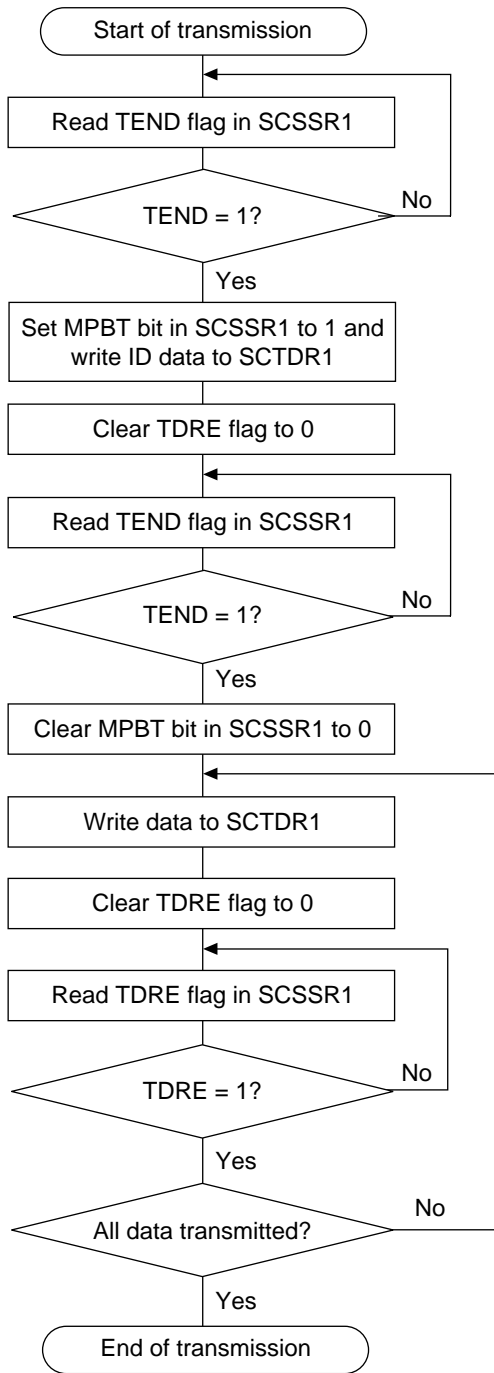 Start of transmission
Read TEND flag in SCSSR1
TEND = 1?
No
Yes
Set MPBT bit in SCSSR1 to 1 and
write ID data to SCTDR1
Clear TDRE flag to 0
Read TEND flag in SCSSR1
TEND = 1?
No
Yes
Clear MPBT bit in SCSSR1 to 0
Write data to SCTDR1
Clear TDRE flag to 0
Read TDRE flag in SCSSR1
TDRE = 1?
No
Yes
All data transmitted?
No
Yes
End of transmission